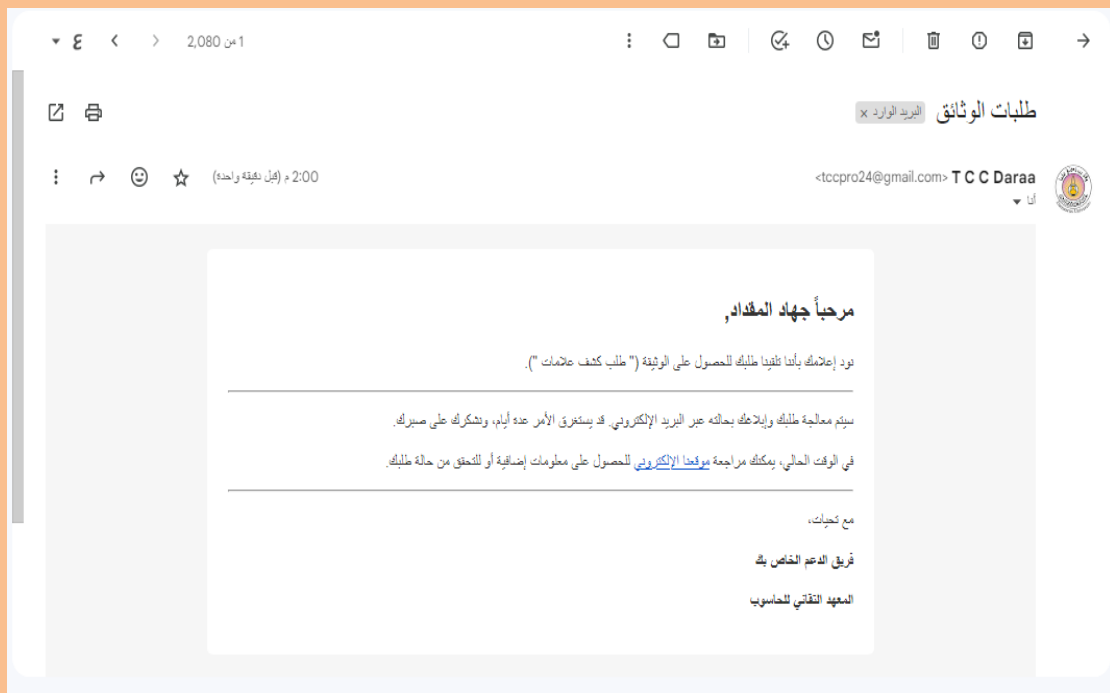 1 من 2,080
ع
طلبات الوثائق
البريد الوارد ×
T C C Daraa <tccpro24@gmail.com>
2:00 م (قبل دقيقة واحدة)
أنا
مرحباً جهاد المقداد,
نود إعلامك بأننا تلقينا طلبك للحصول على الوثيقة (" طلب كشف علامات ").
سيتم معالجة طلبك وإبلاغك بحالته عبر البريد الإلكتروني. قد يستغرق الأمر عدة أيام، ونشكرك على صبرك.
في الوقت الحالي، يمكنك مراجعة موقعنا الإلكتروني للحصول على معلومات إضافية أو للتحقق من حالة طلبك.
مع تحيات،
فريق الدعم الخاص بك
المعهد التقاني للحاسوب